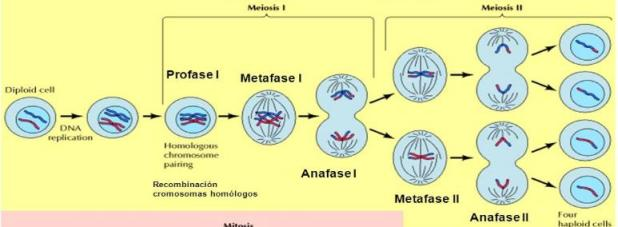 Meiosis I
Meiosis II
Profase I
Metafase I
Diploid cell
DNA
replication
Homologous
chromosome
pairing
Anafase I
Recombinación
cromosomas homólogos
Metafase II
Anafase II
Four
haploid cells
Mitosis